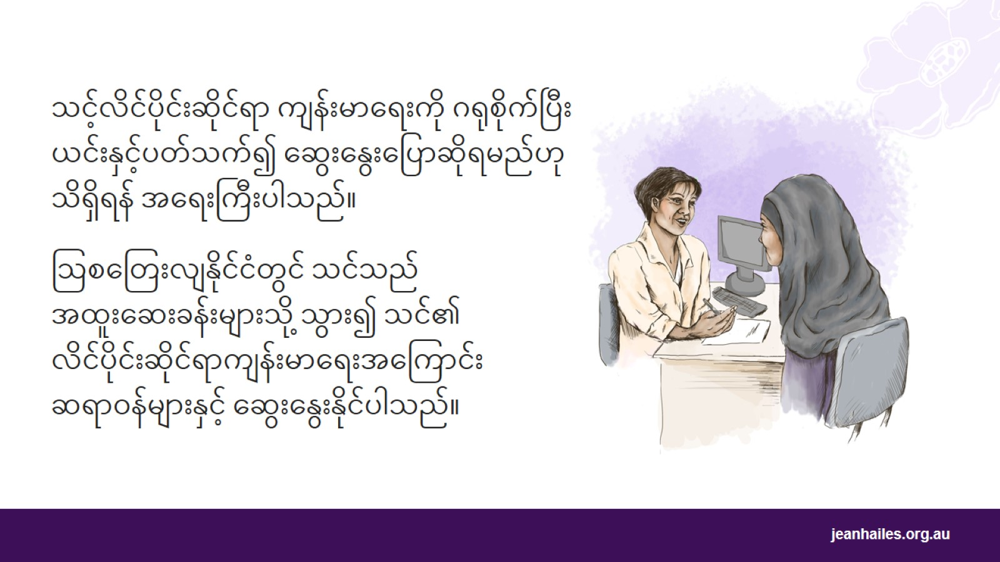 သင့်လိင်ပိုင်းဆိုင်ရာ ကျန်းမာရေးကို ဂရုစိုက်ပြီး
ယင်းနှင့်ပတ်သက်၍ ဆွေးနွေးပြောဆိုရမည်ဟု
သိရှိရန် အရေးကြီးပါသည်။
ဩစတြေးလျနိုင်ငံတွင် သင်သည်
အထူးဆေးခန်းများသို့ သွား၍ သင်၏
လိင်ပိုင်းဆိုင်ရာကျန်းမာရေးအကြောင်း
ဆရာဝန်များနှင့် ဆွေးနွေးနိုင်ပါသည်။
jeanhailes.org.au